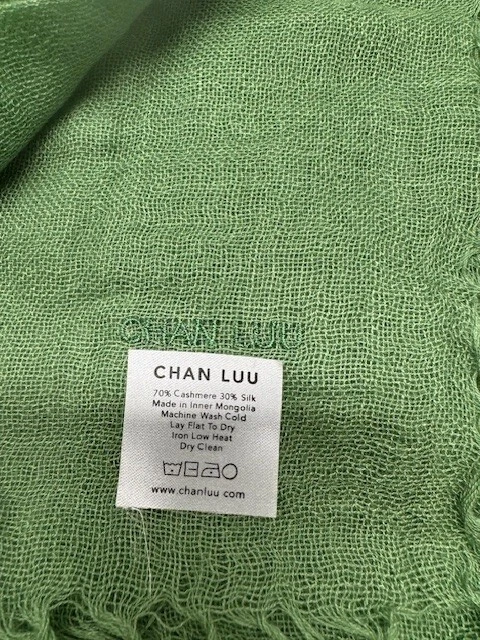 CHAN LUU
CHAN LUU
70% Cashmere 30% Silk
Made in Inner Mongolia
Machine Wash Cold
Lay Flat To Dry
Iron Low Heat
Dry Clean
www.chanluu.com